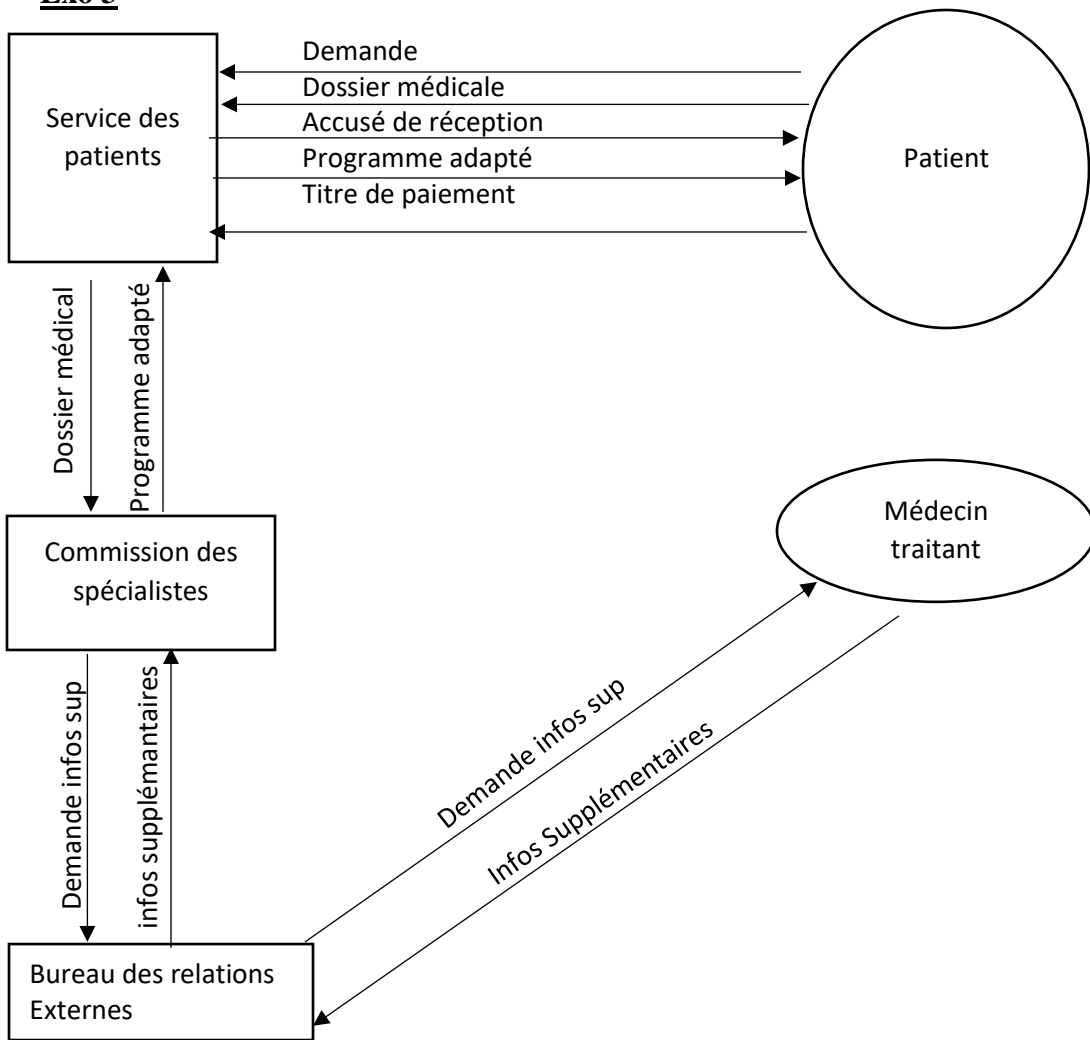 Exo 3
Demande
Dossier médicale
Accusé de réception
Programme adapté
Titre de paiement
Service des
patients
Patient
Dossier médical
Programme adapté
Commission des
spécialistes
Médecin
traitant
Demande infos sup
infos supplémantaires
Demande infos sup
Infos Supplémentaires
Bureau des relations
Externes